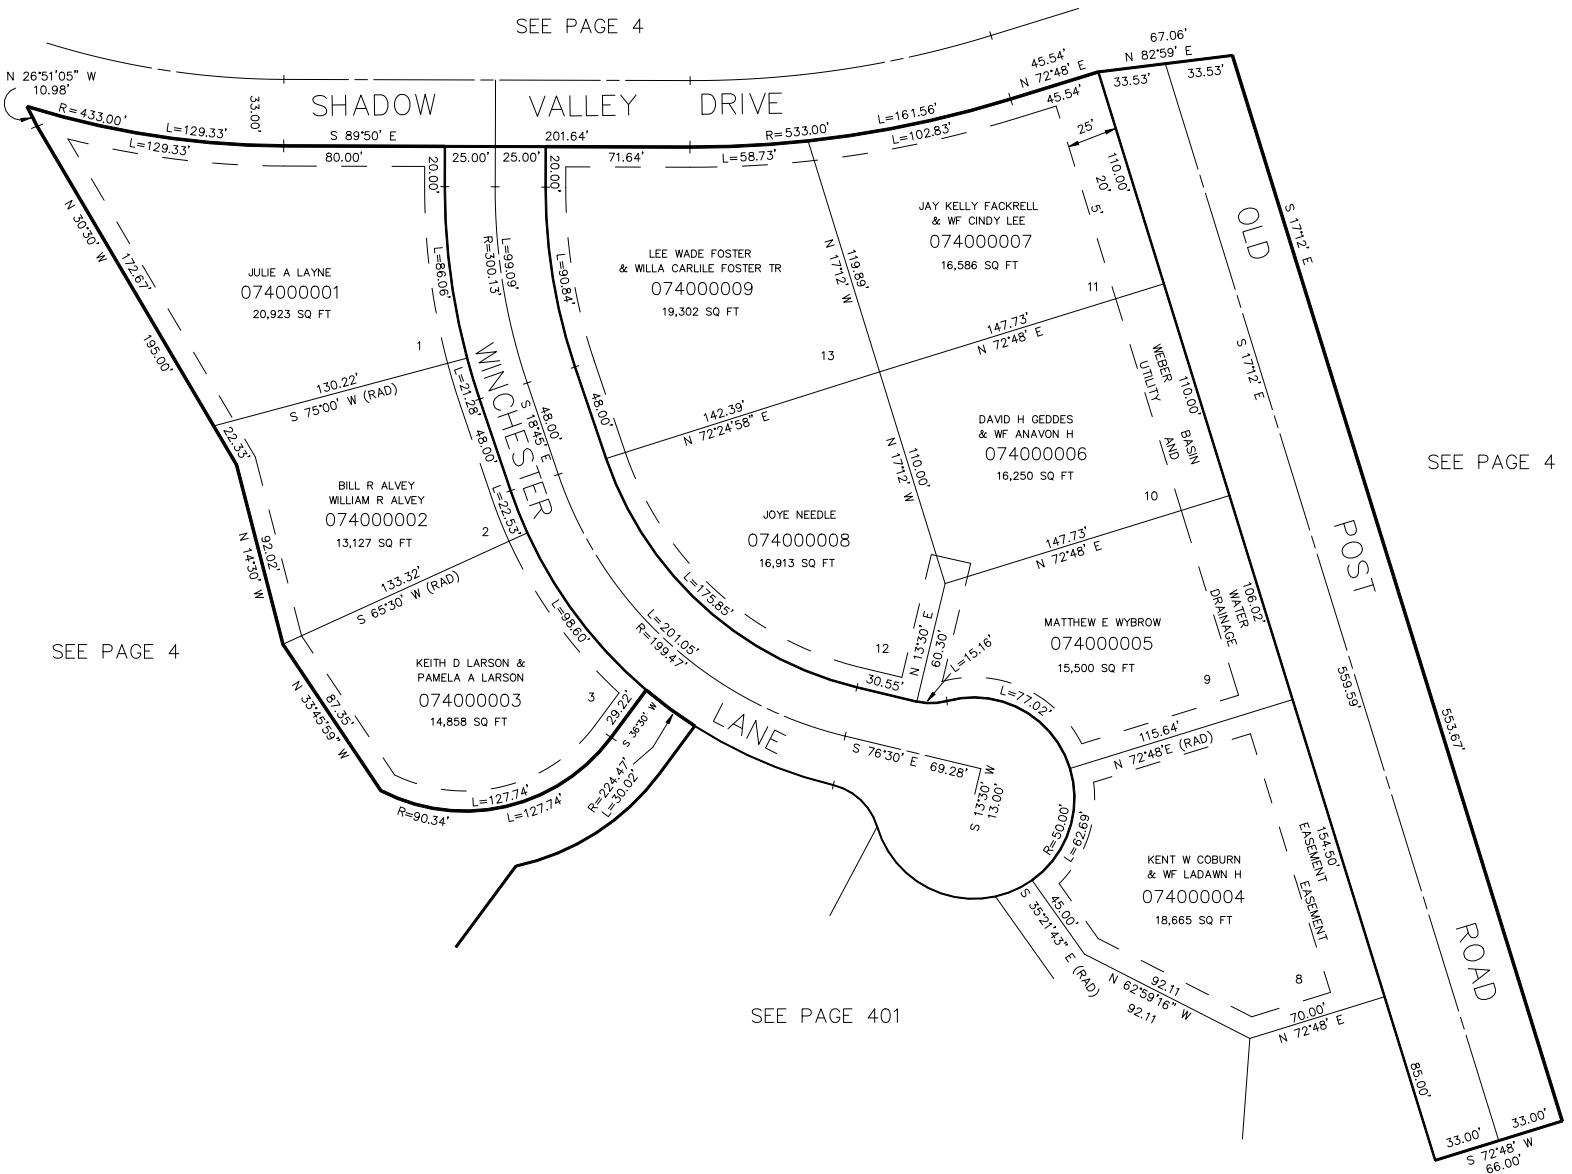 SEE PAGE 4
N 26°51'05" W
10.98'
R=433.00'
L=129.33'
L=129.33'
33.00'
SHADOW VALLEY DRIVE
S 89°50' E
201.64'
80.00'
25.00'
25.00'
71.64'
20.00'
20.00'
R=533.00'
L=161.56'
L=58.73'
L=102.83'
45.54'
N 72°48' E
45.54'
67.06'
N 82°59' E
33.53'
33.53'
25'
110.00'
20'
5'
N 30°30' W
172.67'
195.00'
JULIE A LAYNE
074000001
20,923 SQ FT
1
L=86.06'
R=300.13'
L=99.09'
L=90.84'
LEE WADE FOSTER
& WILLA CARLILE FOSTER TR
074000009
19,302 SQ FT
13
JAY KELLY FACKRELL
& WF CINDY LEE
074000007
16,586 SQ FT
11
N 17°12' W
119.89'
147.73'
N 72°48' E
OLD
S 17°12' E
S 17°12' E
130.22'
S 75°00' W (RAD)
22.33'
L=21.28'
48.00'
L=22.53'
WINCHESTER
S 18°45' E
48.00'
48.00'
142.39'
N 72°24'58" E
WEBER
UTILITY
110.00'
BASIN
AND
DAVID H GEDDES
& WF ANAVON H
074000006
16,250 SQ FT
10
N 17°12' W
110.00'
SEE PAGE 4
BILL R ALVEY
WILLIAM R ALVEY
074000002
13,127 SQ FT
2
N 14°30' W
92.02'
JOYE NEEDLE
074000008
16,913 SQ FT
12
147.73'
N 72°48' E
POST
133.32'
S 65°30' W (RAD)
L=98.60'
L=175.85'
L=201.05'
R=199.47'
106.02'
WATER
DRAINAGE
MATTHEW E WYBROW
074000005
15,500 SQ FT
9
N 13°30' E
60.30'
L=15.16'
30.55'
SEE PAGE 4
KEITH D LARSON &
PAMELA A LARSON
074000003
14,858 SQ FT
3
N 33°45'59" W
87.35'
29.22'
S 36°30' W
L=77.02'
559.59'
553.67'
LANE
115.64'
N 72°48'E (RAD)
S 76°30' E
69.28'
S 13°30' W
13.00'
R=224.47'
L=30.02'
L=127.74'
L=127.74'
R=90.34'
R=50.00'
L=62.69'
154.50'
EASEMENT
EASEMENT
KENT W COBURN
& WF LADAWN H
074000004
18,665 SQ FT
8
45.00'
S 35°21'43" E (RAD)
ROAD
92.11
N 62°59'16" W
92.11
70.00'
N 72°48' E
SEE PAGE 401
85.00'
33.00'
33.00'
S 72°48' W
66.00'